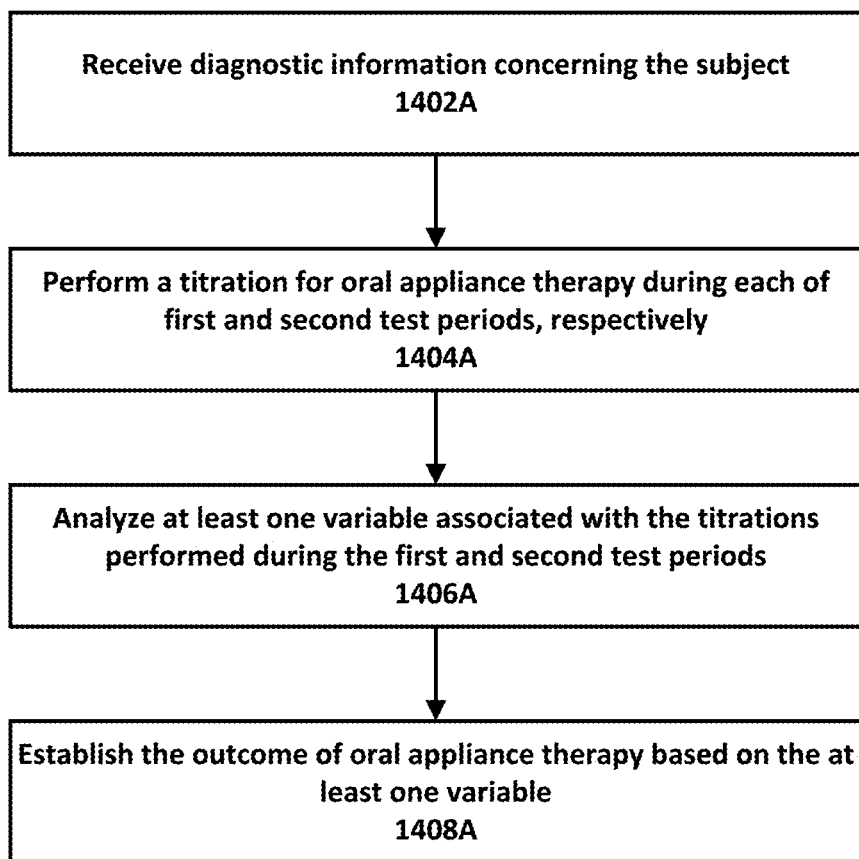 Receive diagnostic information concerning the subject
1402A
Perform a titration for oral appliance therapy during each of
first and second test periods, respectively
1404A
Analyze at least one variable associated with the titrations
performed during the first and second test periods
1406A
Establish the outcome of oral appliance therapy based on the at
least one variable
1408A